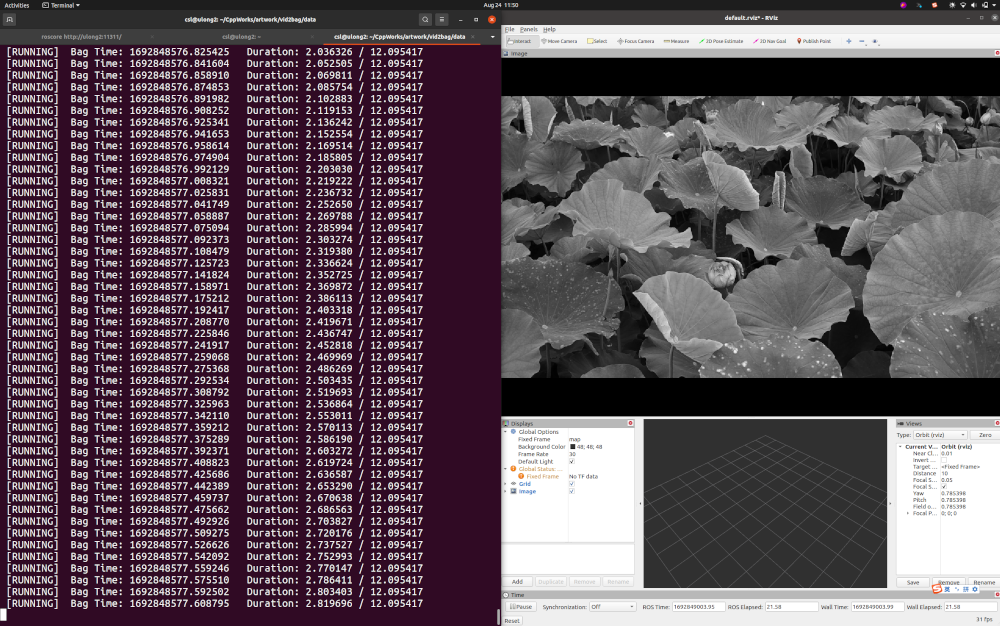 Activities
Terminal
Aug 24 11:50
csl@ulong2: ~/CppWorks/artwork/vid2bag/data
roscore http://ulong2:11311/
csl@ulong2: ~
csl@ulong2: ~/CppWorks/artwork/vid2bag/data
[RUNNING] Bag Time: 1692848576.825425 Duration: 2.036326 / 12.095417
[RUNNING] Bag Time: 1692848576.841604 Duration: 2.052505 / 12.095417
[RUNNING] Bag Time: 1692848576.858910 Duration: 2.069811 / 12.095417
[RUNNING] Bag Time: 1692848576.874853 Duration: 2.085754 / 12.095417
[RUNNING] Bag Time: 1692848576.891982 Duration: 2.102883 / 12.095417
[RUNNING] Bag Time: 1692848576.908252 Duration: 2.119153 / 12.095417
[RUNNING] Bag Time: 1692848576.925341 Duration: 2.136242 / 12.095417
[RUNNING] Bag Time: 1692848576.941653 Duration: 2.152554 / 12.095417
[RUNNING] Bag Time: 1692848576.958614 Duration: 2.169514 / 12.095417
[RUNNING] Bag Time: 1692848576.974904 Duration: 2.185805 / 12.095417
[RUNNING] Bag Time: 1692848576.992129 Duration: 2.203030 / 12.095417
[RUNNING] Bag Time: 1692848577.008321 Duration: 2.219222 / 12.095417
[RUNNING] Bag Time: 1692848577.025831 Duration: 2.236732 / 12.095417
[RUNNING] Bag Time: 1692848577.041749 Duration: 2.252650 / 12.095417
[RUNNING] Bag Time: 1692848577.058887 Duration: 2.269788 / 12.095417
[RUNNING] Bag Time: 1692848577.075094 Duration: 2.285994 / 12.095417
[RUNNING] Bag Time: 1692848577.092373 Duration: 2.303274 / 12.095417
[RUNNING] Bag Time: 1692848577.108479 Duration: 2.319380 / 12.095417
[RUNNING] Bag Time: 1692848577.125723 Duration: 2.336624 / 12.095417
[RUNNING] Bag Time: 1692848577.141824 Duration: 2.352725 / 12.095417
[RUNNING] Bag Time: 1692848577.158971 Duration: 2.369872 / 12.095417
[RUNNING] Bag Time: 1692848577.175212 Duration: 2.386113 / 12.095417
[RUNNING] Bag Time: 1692848577.192417 Duration: 2.403318 / 12.095417
[RUNNING] Bag Time: 1692848577.208770 Duration: 2.419671 / 12.095417
[RUNNING] Bag Time: 1692848577.225846 Duration: 2.436747 / 12.095417
[RUNNING] Bag Time: 1692848577.241917 Duration: 2.452818 / 12.095417
[RUNNING] Bag Time: 1692848577.259068 Duration: 2.469969 / 12.095417
[RUNNING] Bag Time: 1692848577.275368 Duration: 2.486269 / 12.095417
[RUNNING] Bag Time: 1692848577.292534 Duration: 2.503435 / 12.095417
[RUNNING] Bag Time: 1692848577.308792 Duration: 2.519693 / 12.095417
[RUNNING] Bag Time: 1692848577.325963 Duration: 2.536864 / 12.095417
[RUNNING] Bag Time: 1692848577.342110 Duration: 2.553011 / 12.095417
[RUNNING] Bag Time: 1692848577.359212 Duration: 2.570113 / 12.095417
[RUNNING] Bag Time: 1692848577.375289 Duration: 2.586190 / 12.095417
[RUNNING] Bag Time: 1692848577.392371 Duration: 2.603272 / 12.095417
[RUNNING] Bag Time: 1692848577.408823 Duration: 2.619724 / 12.095417
[RUNNING] Bag Time: 1692848577.425686 Duration: 2.636587 / 12.095417
[RUNNING] Bag Time: 1692848577.442389 Duration: 2.653290 / 12.095417
[RUNNING] Bag Time: 1692848577.459737 Duration: 2.670638 / 12.095417
[RUNNING] Bag Time: 1692848577.475662 Duration: 2.686563 / 12.095417
[RUNNING] Bag Time: 1692848577.492926 Duration: 2.703827 / 12.095417
[RUNNING] Bag Time: 1692848577.509275 Duration: 2.720176 / 12.095417
[RUNNING] Bag Time: 1692848577.526626 Duration: 2.737527 / 12.095417
[RUNNING] Bag Time: 1692848577.542092 Duration: 2.752993 / 12.095417
[RUNNING] Bag Time: 1692848577.559246 Duration: 2.770147 / 12.095417
[RUNNING] Bag Time: 1692848577.575510 Duration: 2.786411 / 12.095417
[RUNNING] Bag Time: 1692848577.592502 Duration: 2.803403 / 12.095417
[RUNNING] Bag Time: 1692848577.608795 Duration: 2.819696 / 12.095417
default.rviz* - RViz
File Panels Help
Interact Move Camera Select Focus Camera Measure 2D Pose Estimate 2D Nav Goal Publish Point
Image
Displays
Global Options
Fixed Frame map
Background Color 48; 48; 48
Frame Rate 30
Default Light
Global Status: ...
Fixed Frame No TF data
Grid
Image
Add Duplicate Remove Rename
Views
Type: Orbit (rviz) Zero
Current V... Orbit (rviz)
Near Cl... 0.01
Invert ...
Target ... <Fixed Frame>
Distance 10
Focal S... 0.05
Focal S...
Yaw 0.785398
Pitch 0.785398
Field o... 0.785398
Focal P... 0; 0; 0
Save Remove Rename
Time
Pause Synchronization: Off ROS Time: 1692849003.95 ROS Elapsed: 21.58 Wall Time: 1692849003.99 Wall Elapsed: 21.58
Reset 31 fps